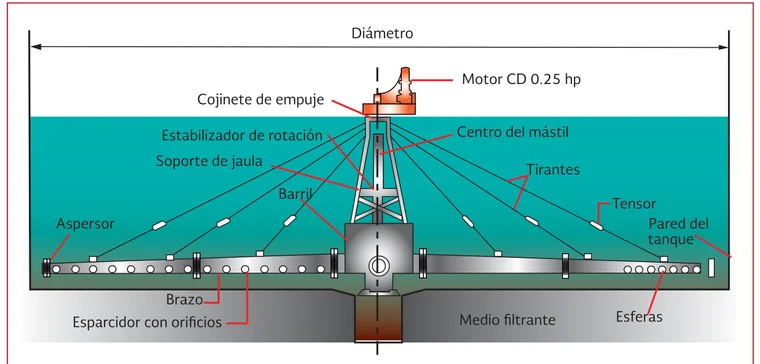 Diámetro
Motor CD 0.25 hp
Cojinete de empuje
Estabilizador de rotación
Centro del mástil
Soporte de jaula
Tirantes
Barril
Tensor
Aspersor
Pared del
tanque
Brazo
Esparcidor con orificios
Medio filtrante
Esferas